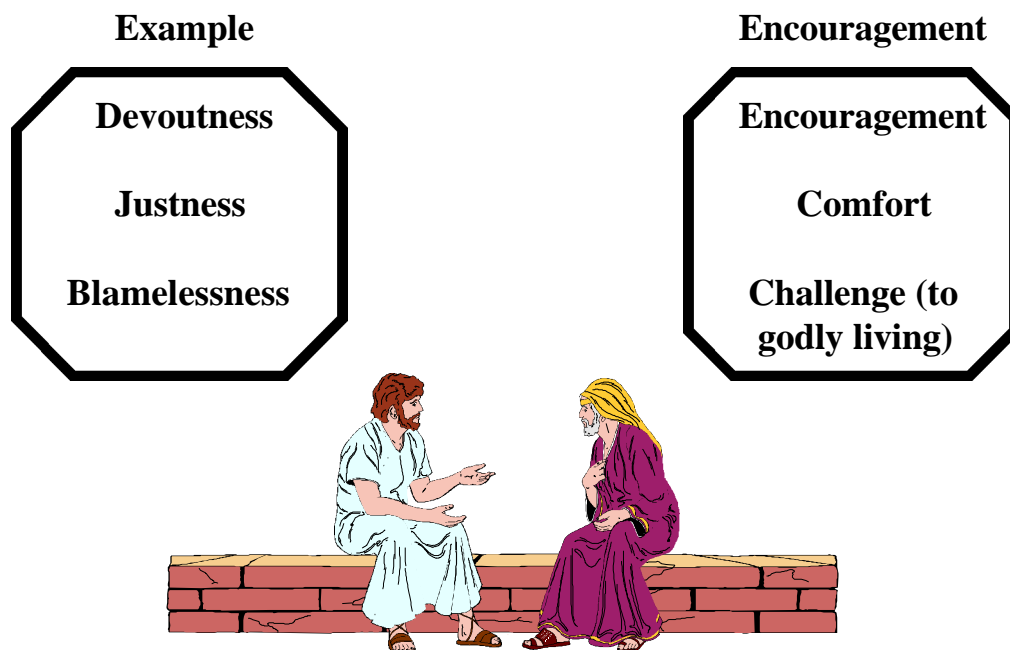 Example
Devoutness
Justness
Blamelessness
Encouragement
Encouragement
Comfort
Challenge (to
godly living)